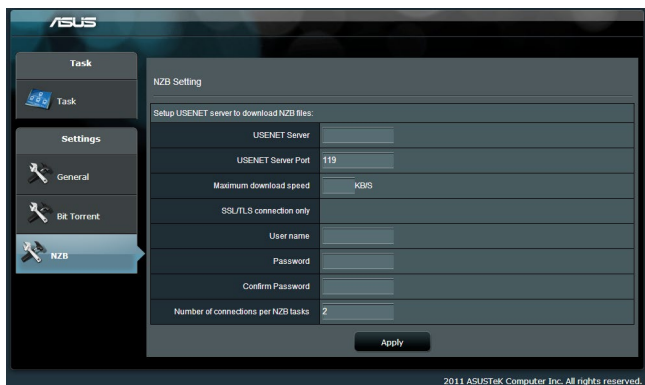 ASUS
Task
Task
Settings
General
Bit Torrent
NZB
NZB Setting
Setup USENET server to download NZB files:
USENET Server
USENET Server Port 119
Maximum download speed KB/S
SSL/TLS connection only
User name
Password
Confirm Password
Number of connections per NZB tasks 2
Apply
2011 ASUSTeK Computer Inc. All rights reserved.